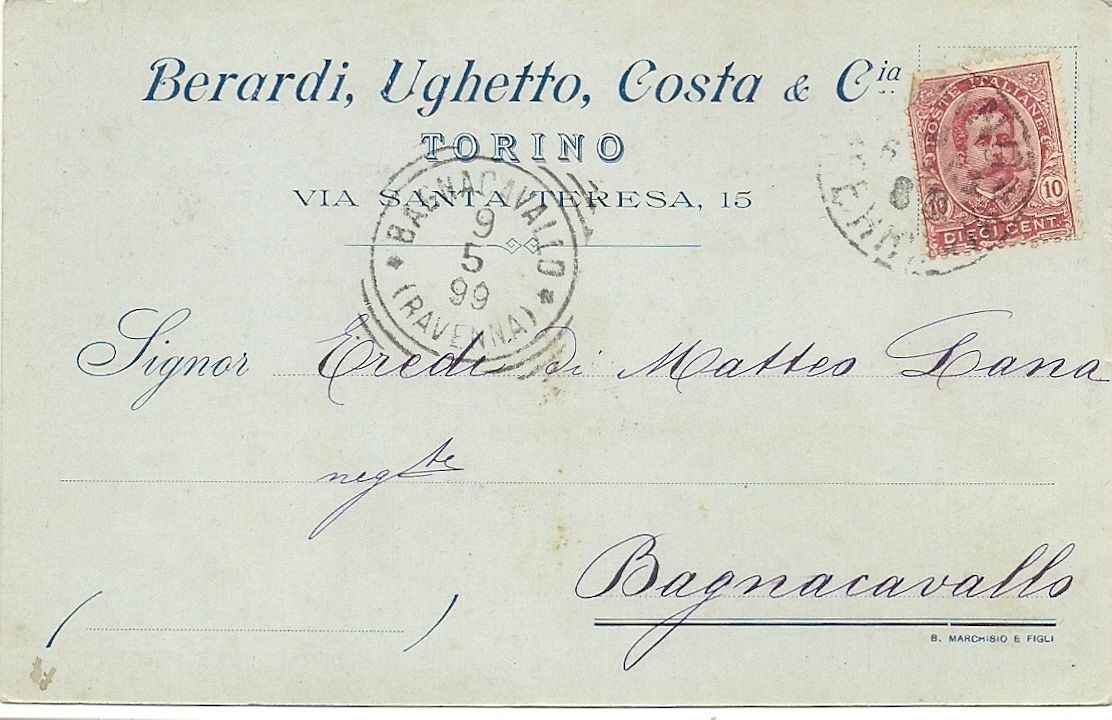 Berardi, Ughetto, Costa & Cia
TORINO
VIA SANTA TERESA, 15
POSTE ITALIANE
10
DIECI CENT.
BAGNACAVALLO
9
5
99
(RAVENNA)
Signor Eredi di Matteo Lana
negte
Bagnacavallo
B. MARCHISIO E FIGLI